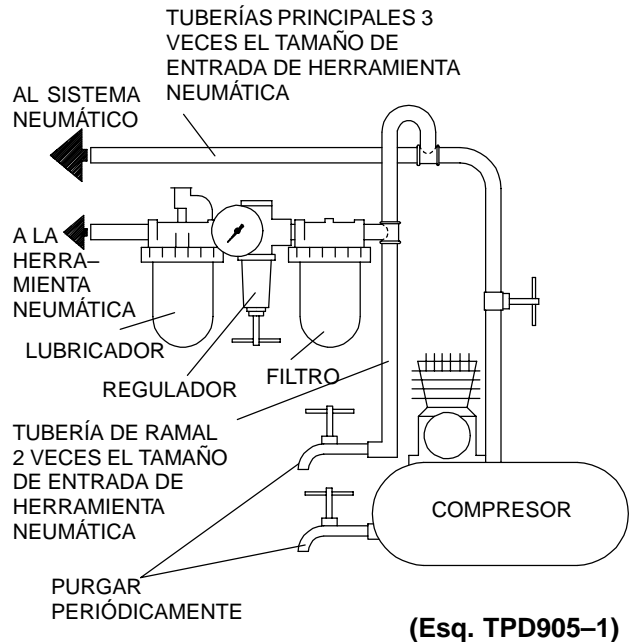 TUBERÍAS PRINCIPALES 3
VECES EL TAMAÑO DE
ENTRADA DE HERRAMIENTA
NEUMÁTICA
AL SISTEMA
NEUMÁTICO
A LA
HERRA–
MIENTA
NEUMÁTICA
LUBRICADOR
REGULADOR
FILTRO
TUBERÍA DE RAMAL
2 VECES EL TAMAÑO
DE ENTRADA DE
HERRAMIENTA
NEUMÁTICA
COMPRESOR
PURGAR
PERIÓDICAMENTE
(Esq. TPD905–1)